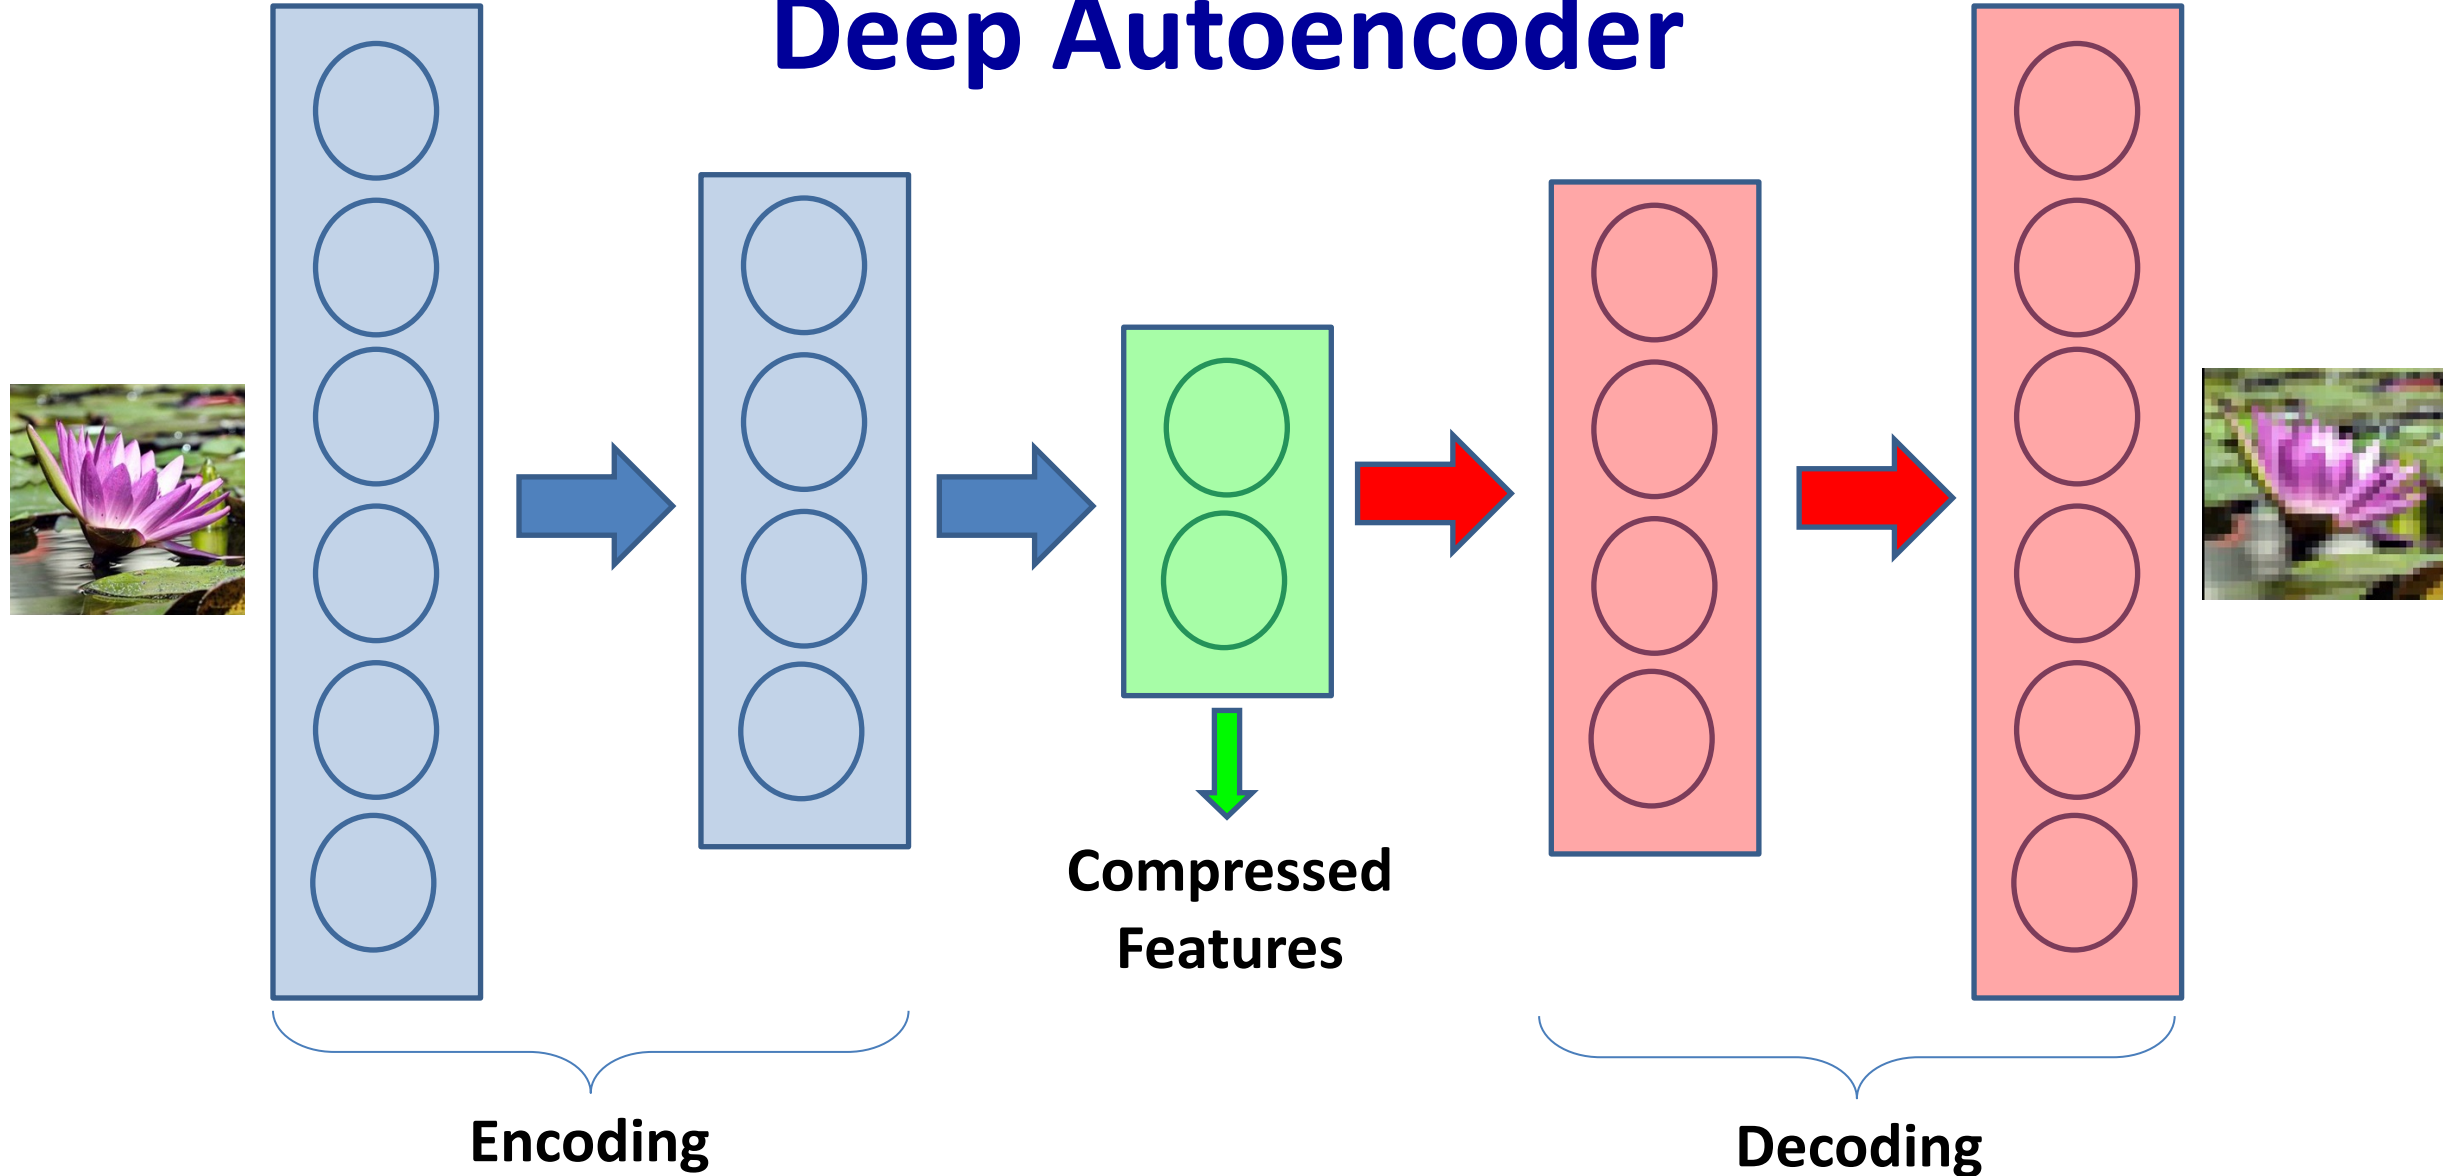 Deep Autoencoder
Compressed
Features
Encoding
Decoding